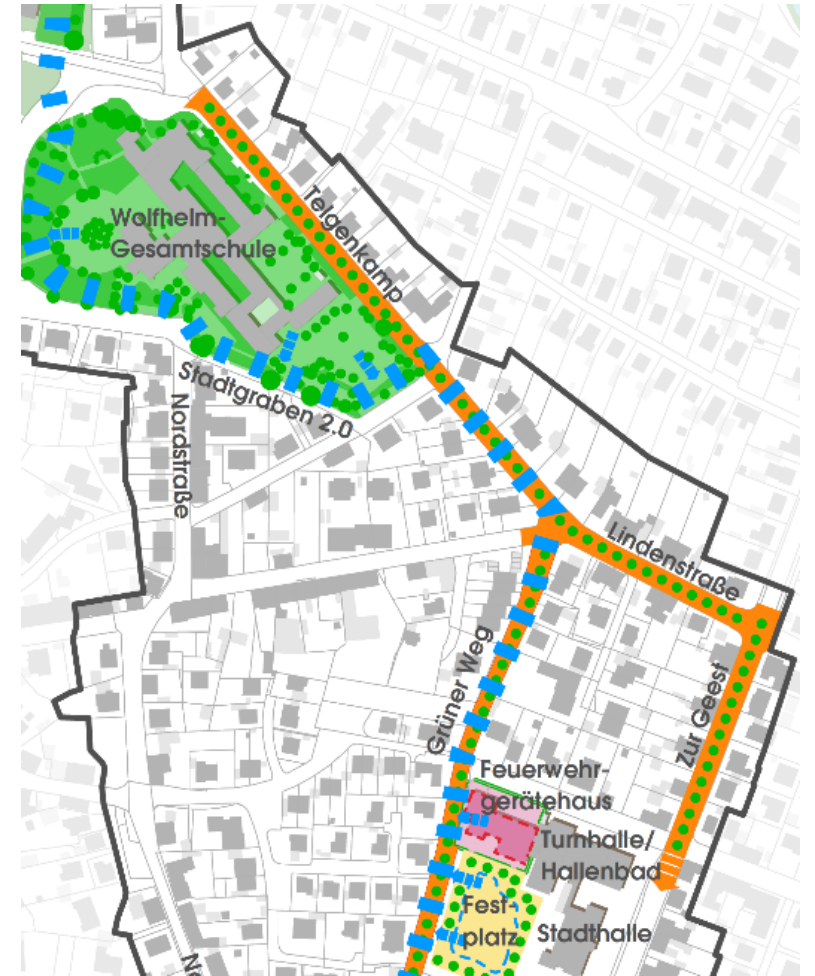 Telgenkamp
Wolfhelm-
Gesamtschule
Stadtgraben 2.0
Nordstraße
Lindenstraße
Grüner Weg
Zur Geest
Feuerwehr-
gerätehaus
Turnhalle/
Hallenbad
Fest-
platz
Stadthalle